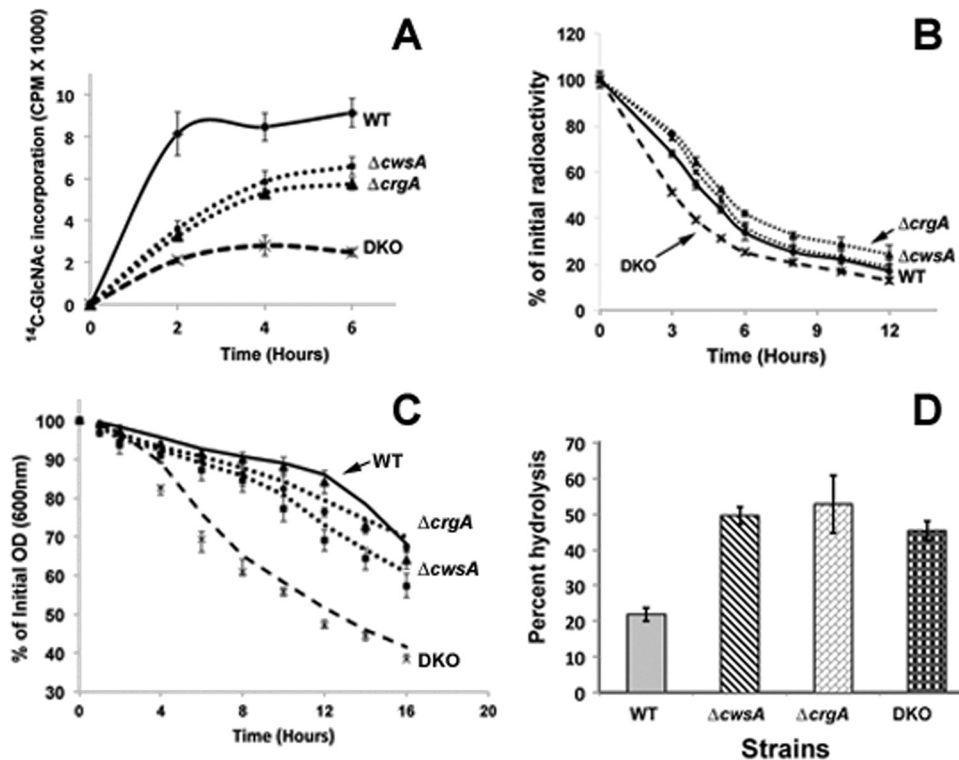 A
¹⁴C-GlcNAc incorporation (CPM X 1000)
10
8
6
4
2
0
WT
ΔcwsA
ΔcrgA
DKO
0 2 4 6
Time (Hours)
B
% of initial radioactivity
120
100
80
60
40
20
0
ΔcrgA
ΔcwsA
WT
DKO
0 3 6 9 12
Time (Hours)
C
% of Initial OD (600nm)
100
90
80
70
60
50
40
30
WT
ΔcrgA
ΔcwsA
DKO
0 4 8 12 16 20
Time (Hours)
D
Percent hydrolysis
70
60
50
40
30
20
10
0
WT ΔcwsA ΔcrgA DKO
Strains